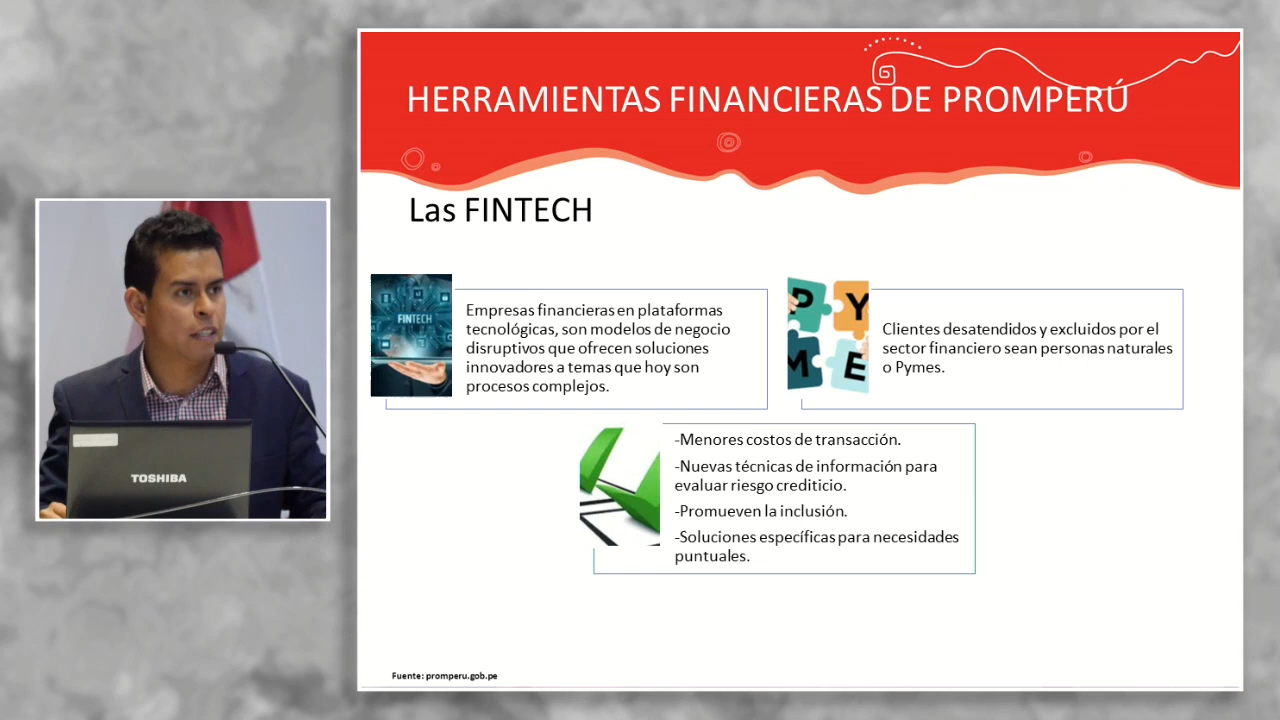 HERRAMIENTAS FINANCIERAS DE PROMPERÚ
Las FINTECH
FINTECH
Empresas financieras en plataformas
tecnológicas, son modelos de negocio
disruptivos que ofrecen soluciones
innovadores a temas que hoy son
procesos complejos.
P Y
M E
Clientes desatendidos y excluidos por el
sector financiero sean personas naturales
o Pymes.
-Menores costos de transacción.
-Nuevas técnicas de información para
evaluar riesgo crediticio.
-Promueven la inclusión.
-Soluciones específicas para necesidades
puntuales.
TOSHIBA
Fuente: promperu.gob.pe